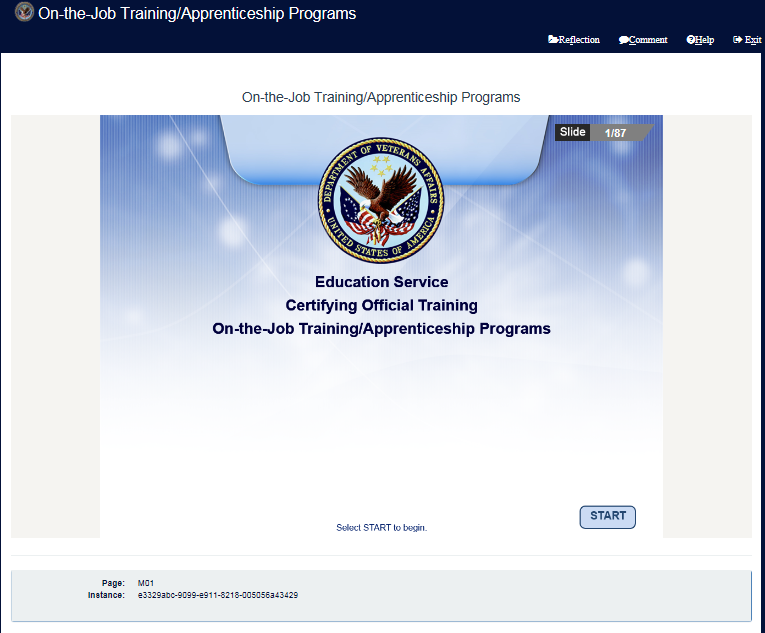 On-the-Job Training/Apprenticeship Programs
Reflection Comment Help Exit
On-the-Job Training/Apprenticeship Programs
Slide 1/87
DEPARTMENT OF VETERANS AFFAIRS
UNITED STATES OF AMERICA
Education Service
Certifying Official Training
On-the-Job Training/Apprenticeship Programs
START
Select START to begin.
Page: M01
Instance: e3329abc-9099-e911-8218-005056a43429